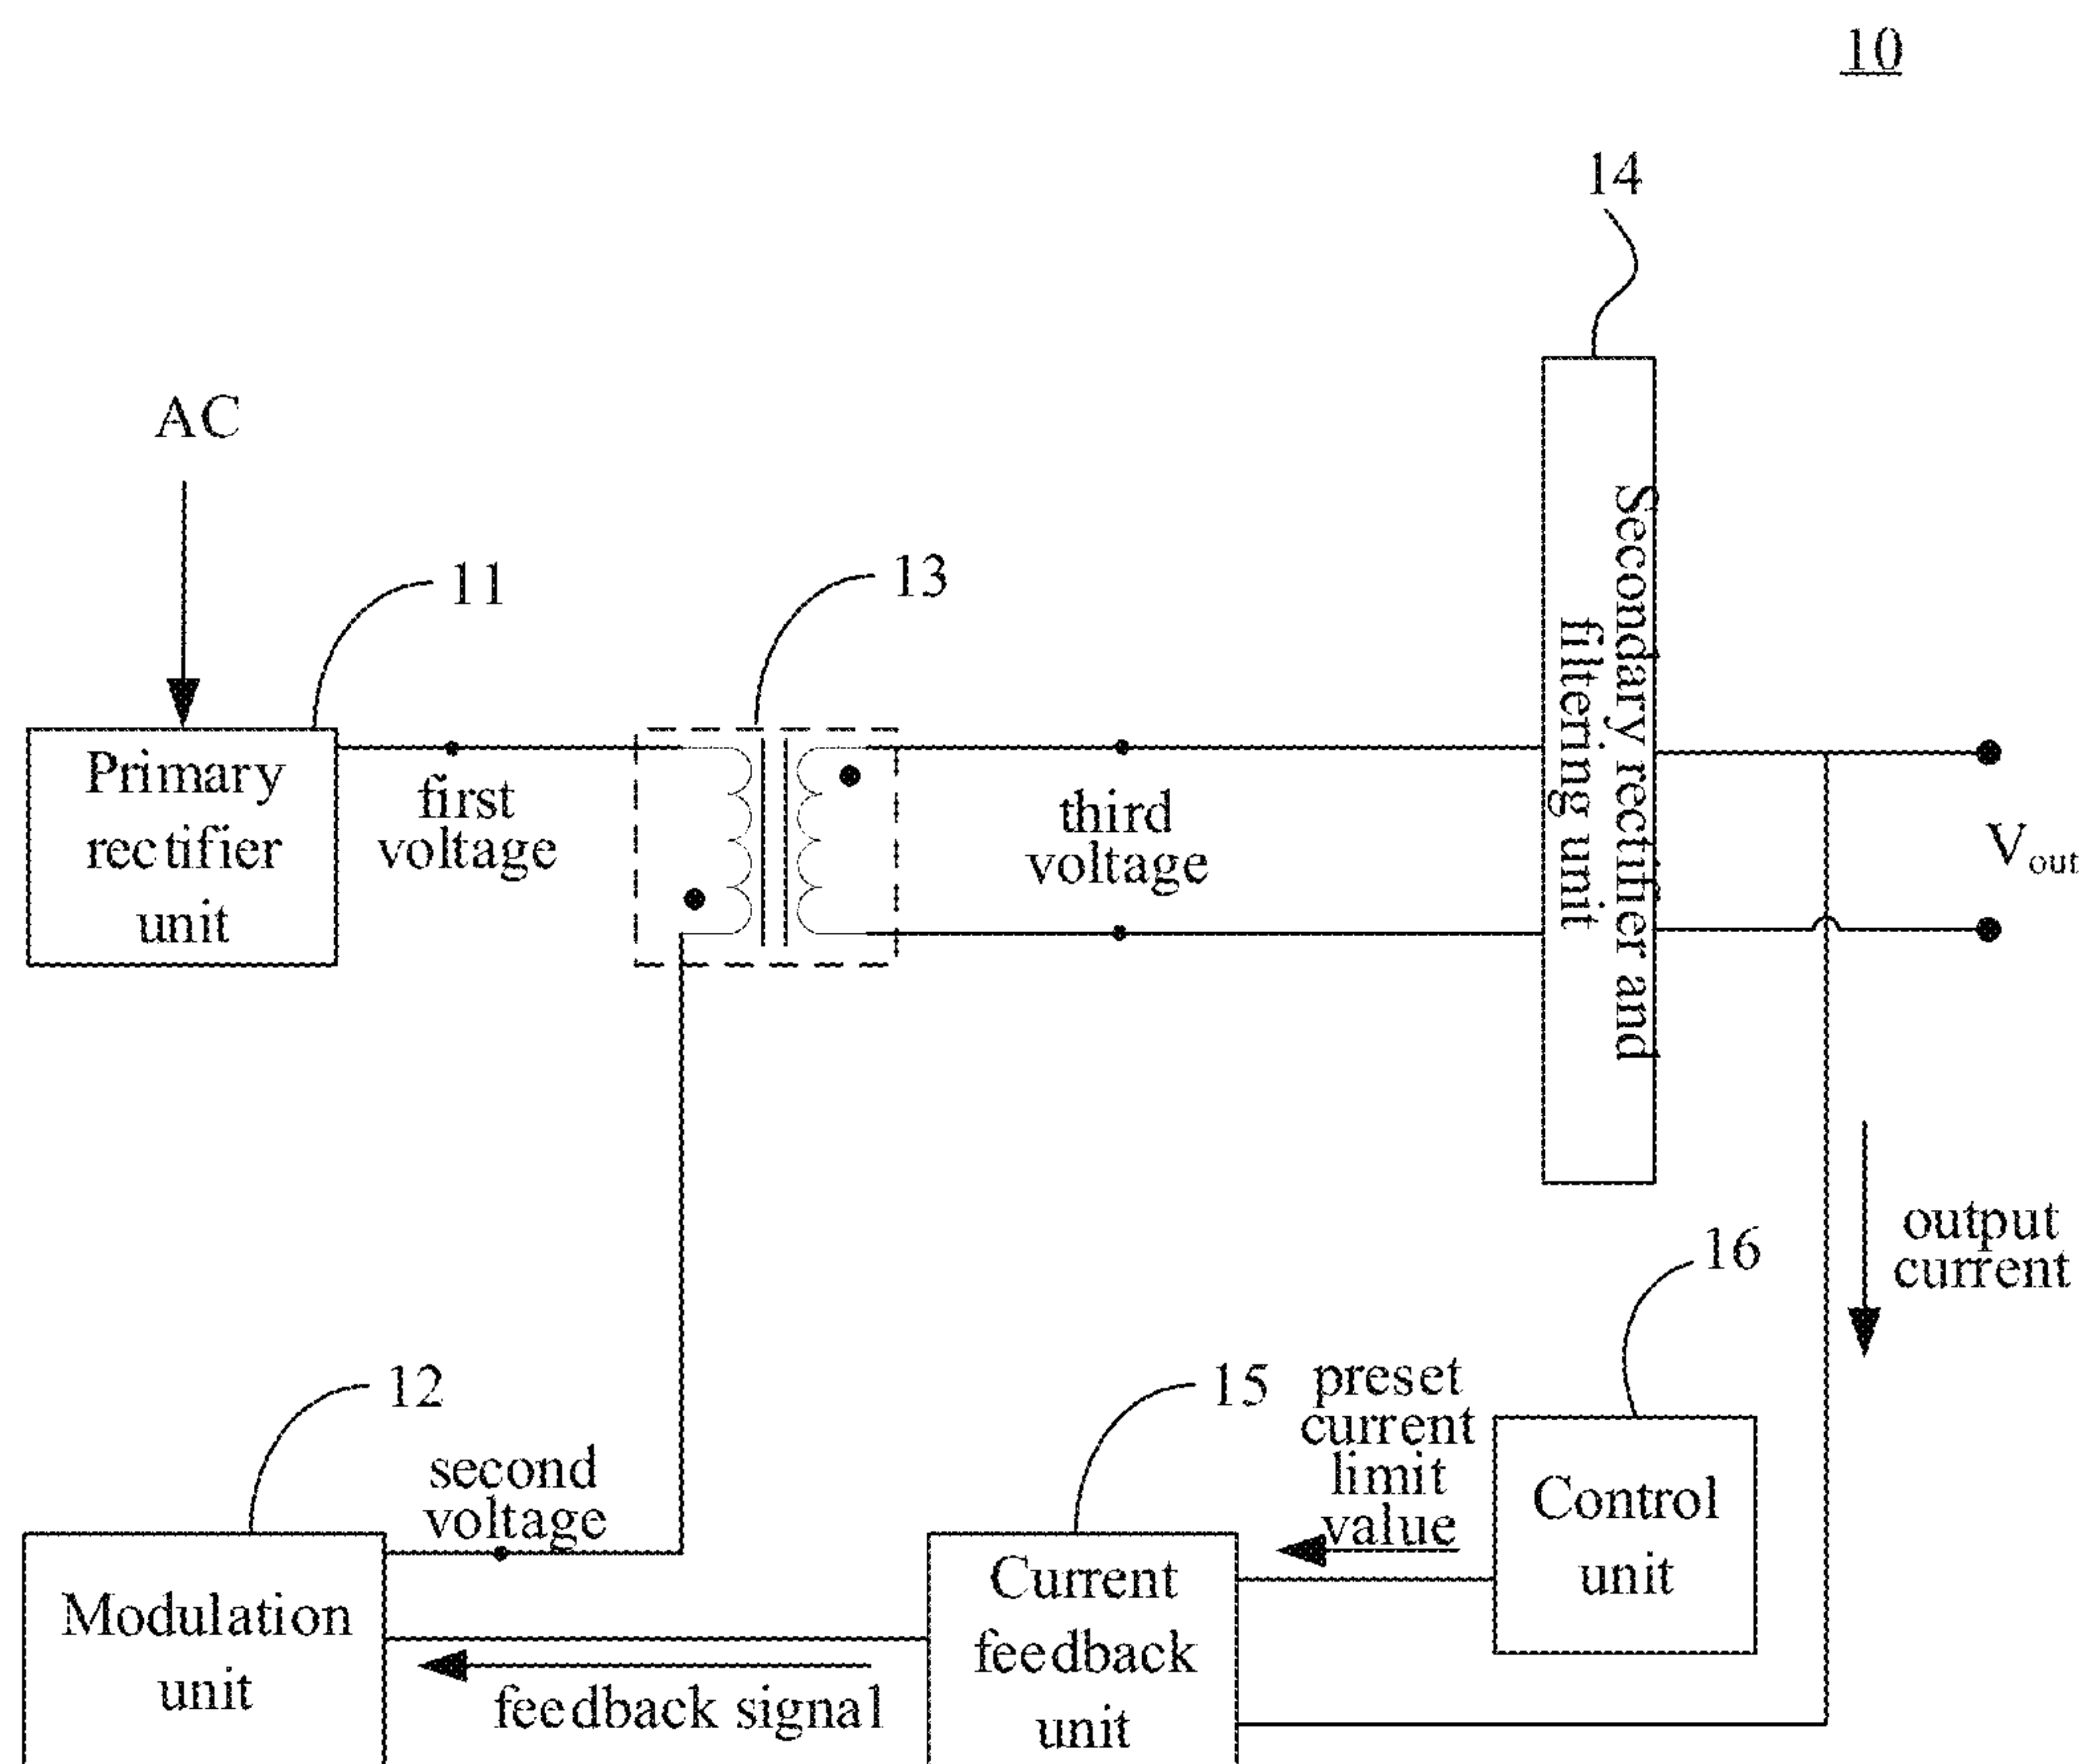 10
14
AC
11
13
Primary
rectifier
unit
first
voltage
third
voltage
Secondary rectifier and
filtering unit
Vout
output
current
16
12
15
preset
current
limit
value
second
voltage
Control
unit
Modulation
unit
Current
feedback
unit
feedback signal